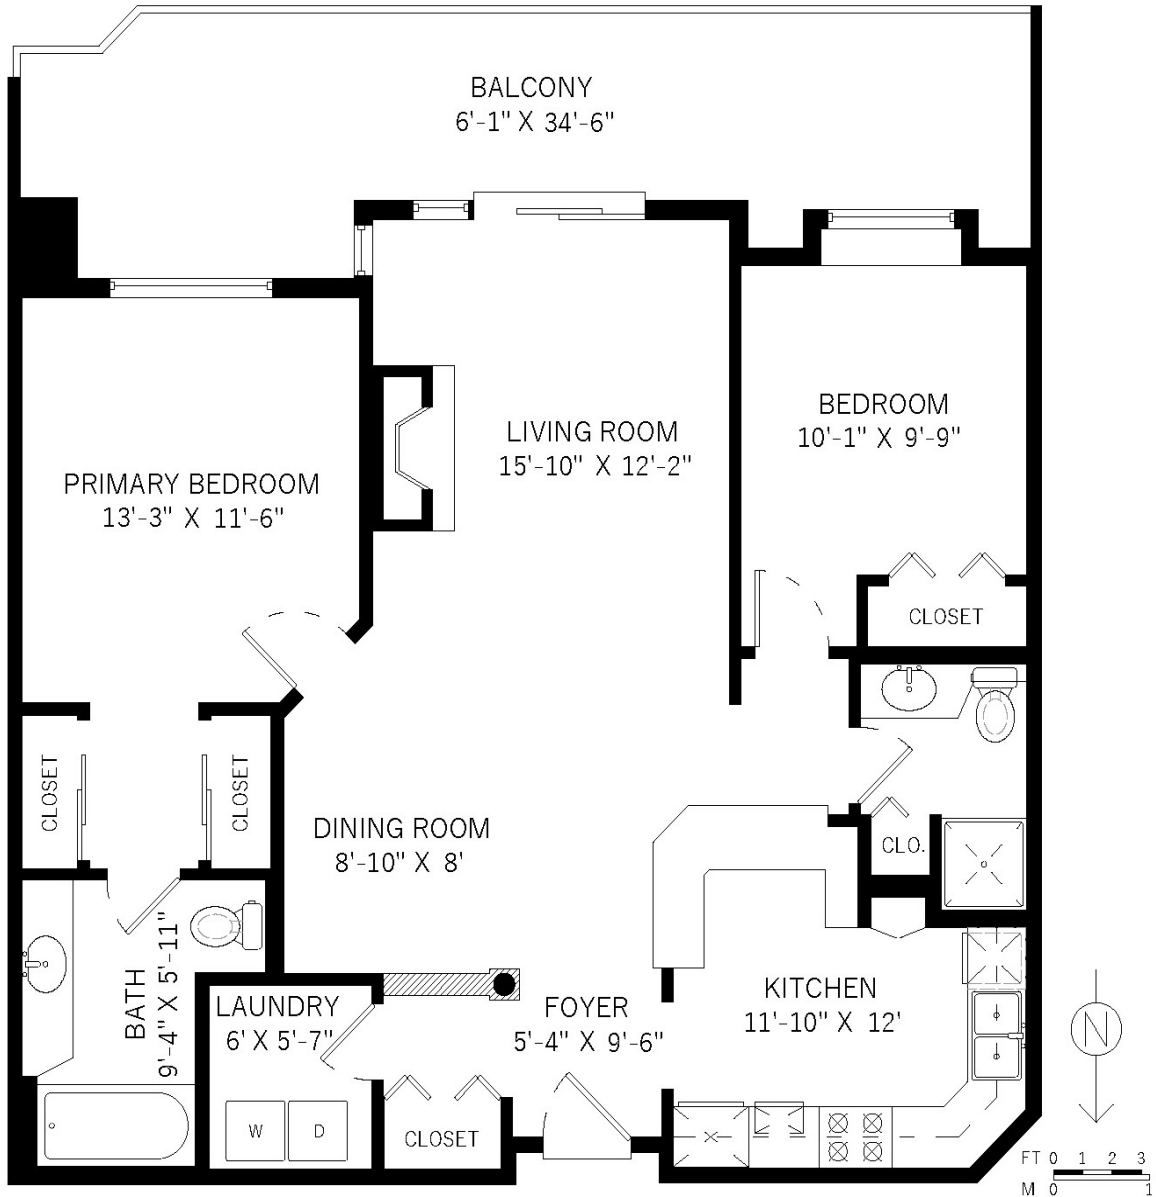 BALCONY
6'-1" X 34'-6"
BEDROOM
10'-1" X 9'-9"
LIVING ROOM
15'-10" X 12'-2"
PRIMARY BEDROOM
13'-3" X 11'-6"
CLOSET
CLOSET
CLOSET
DINING ROOM
8'-10" X 8'
CLO.
BATH
9'-4" X 5'-11"
LAUNDRY
6' X 5'-7"
FOYER
5'-4" X 9'-6"
KITCHEN
11'-10" X 12'
N
W D
CLOSET
FT 0 1 2 3
M 0 1